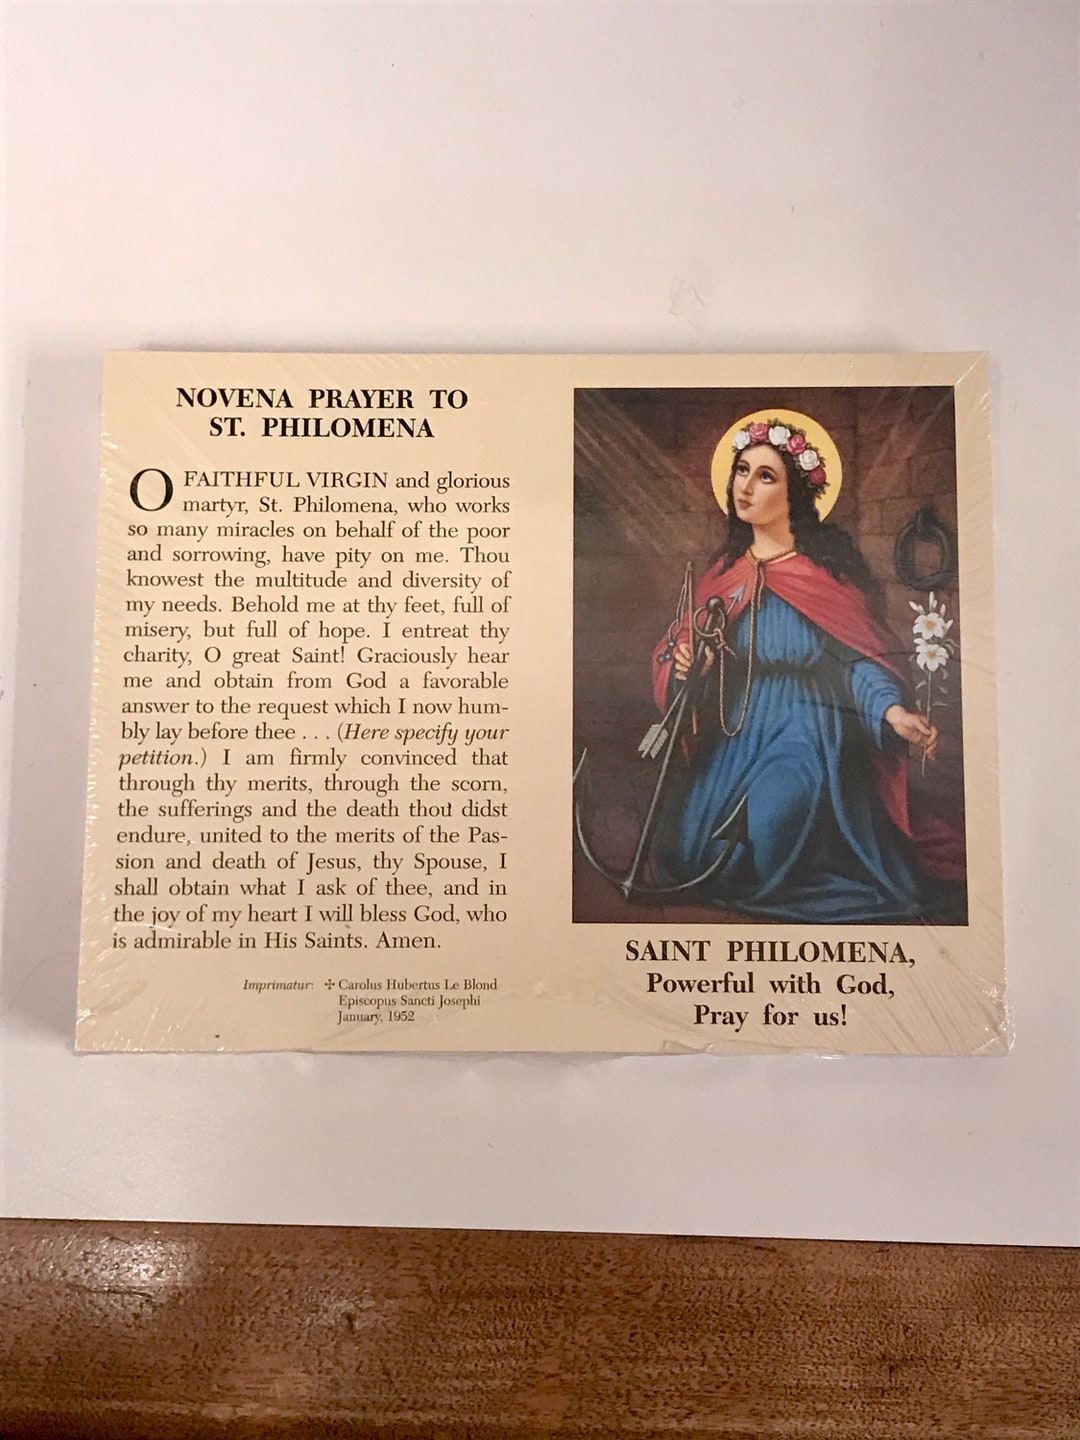 NOVENA PRAYER TO
ST. PHILOMENA
O FAITHFUL VIRGIN and glorious
martyr, St. Philomena, who works
so many miracles on behalf of the poor
and sorrowing, have pity on me. Thou
knowest the multitude and diversity of
my needs. Behold me at thy feet, full of
misery, but full of hope. I entreat thy
charity, O great Saint! Graciously hear
me and obtain from God a favorable
answer to the request which I now hum-
bly lay before thee . . . (Here specify your
petition.) I am firmly convinced that
through thy merits, through the scorn,
the sufferings and the death thou didst
endure, united to the merits of the Pas-
sion and death of Jesus, thy Spouse, I
shall obtain what I ask of thee, and in
the joy of my heart I will bless God, who
is admirable in His Saints. Amen.
Imprimatur: ✠ Carolus Hubertus Le Blond
Episcopus Sancti Josephi
January, 1952
SAINT PHILOMENA,
Powerful with God,
Pray for us!